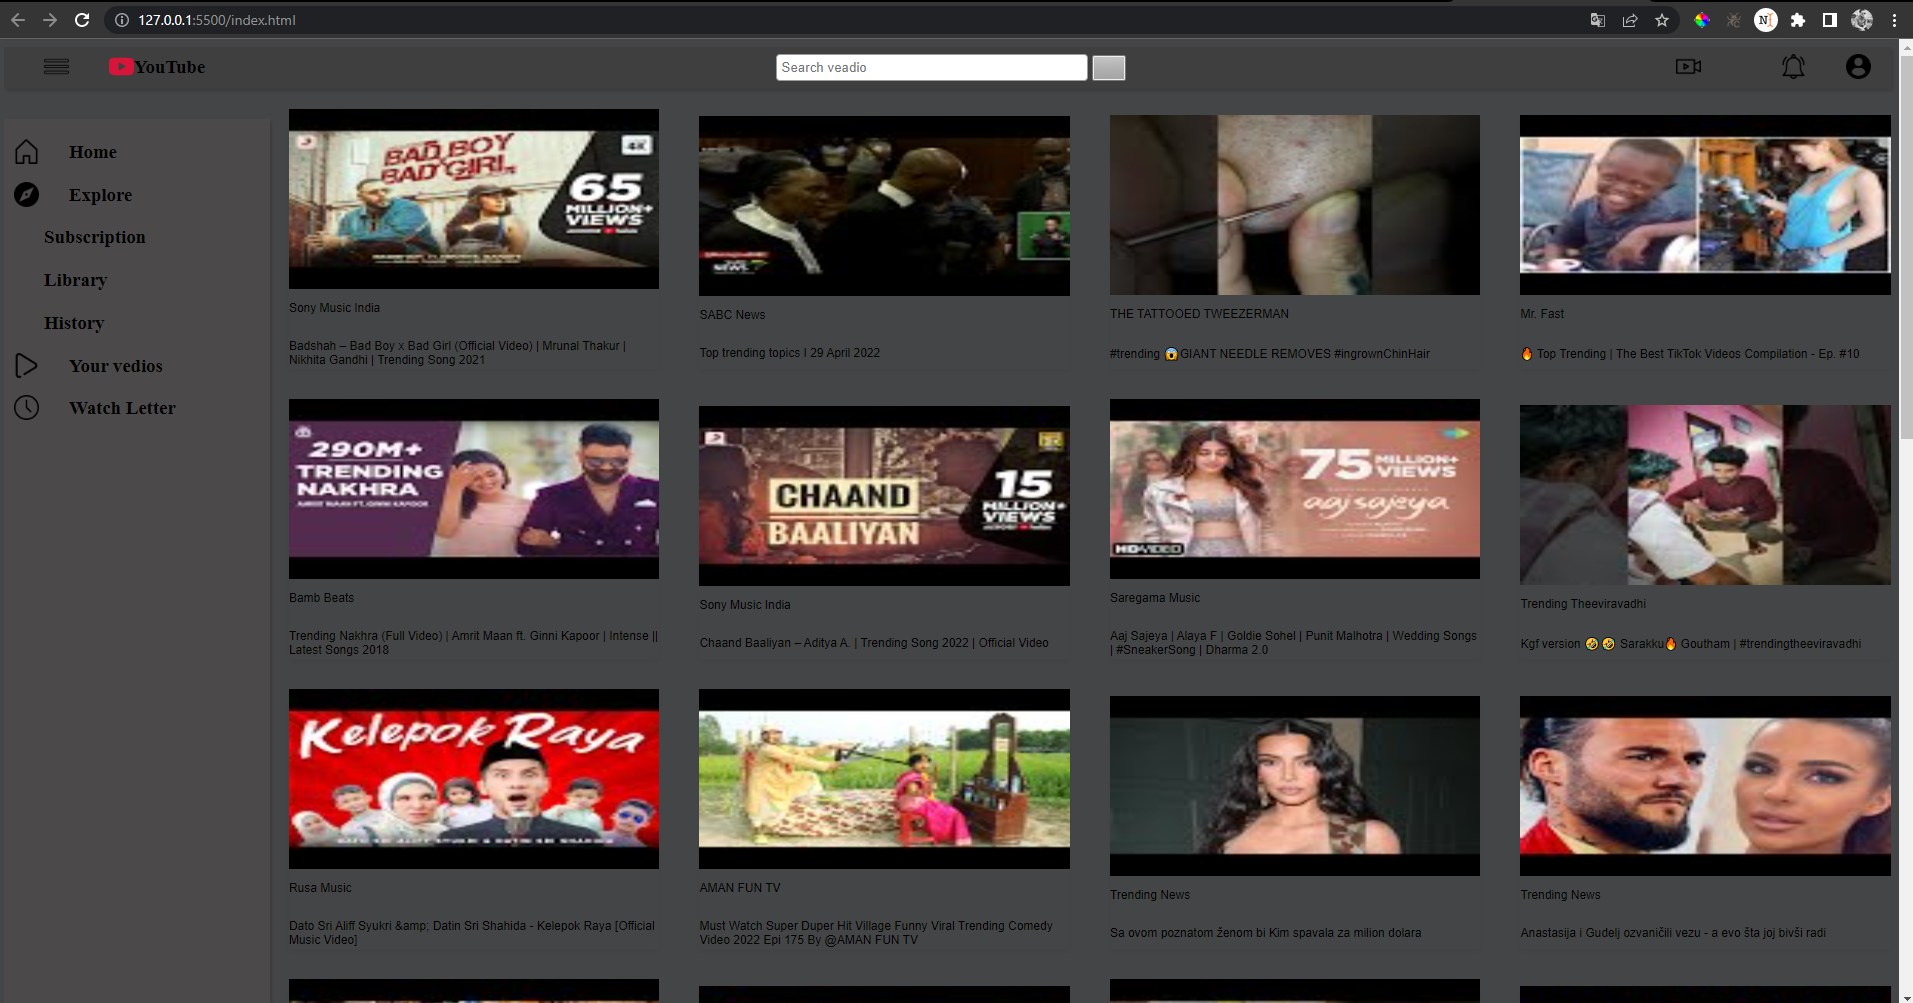 127.0.0.1:5500/index.html
YouTube
Search veadio
Home
Explore
Subscription
Library
History
Your vedios
Watch Letter
BAD BOY
BAD GIRL
4K
65
MILLION+
VIEWS
Sony Music India
Badshah – Bad Boy x Bad Girl (Official Video) | Mrunal Thakur |
Nikhita Gandhi | Trending Song 2021
NEWS
SABC News
Top trending topics I 29 April 2022
THE TATTOOED TWEEZERMAN
#trending 😱GIANT NEEDLE REMOVES #ingrownChinHair
Mr. Fast
🔥 Top Trending | The Best TikTok Videos Compilation - Ep. #10
290M+
TRENDING
NAKHRA
AMRIT MAAN FT. GINNI KAPOOR
Bamb Beats
Trending Nakhra (Full Video) | Amrit Maan ft. Ginni Kapoor | Intense ||
Latest Songs 2018
CHAAND
BAALIYAN
15
MILLION+
VIEWS
Sony Music India
Chaand Baaliyan – Aditya A. | Trending Song 2022 | Official Video
75 MILLION+
VIEWS
aaj sajeya
HD VIDEO
Saregama Music
Aaj Sajeya | Alaya F | Goldie Sohel | Punit Malhotra | Wedding Songs
| #SneakerSong | Dharma 2.0
Trending Theeviravadhi
Kgf version 🤣🤣 Sarakku🔥 Goutham | #trendingtheeviravadhi
Kelepok Raya
Rusa Music
Dato Sri Aliff Syukri &amp; Datin Sri Shahida - Kelepok Raya [Official
Music Video]
AMAN FUN TV
Must Watch Super Duper Hit Village Funny Viral Trending Comedy
Video 2022 Epi 175 By @AMAN FUN TV
Trending News
Sa ovom poznatom ženom bi Kim spavala za milion dolara
Trending News
Anastasija i Gudelj ozvaničili vezu - a evo šta joj bivši radi